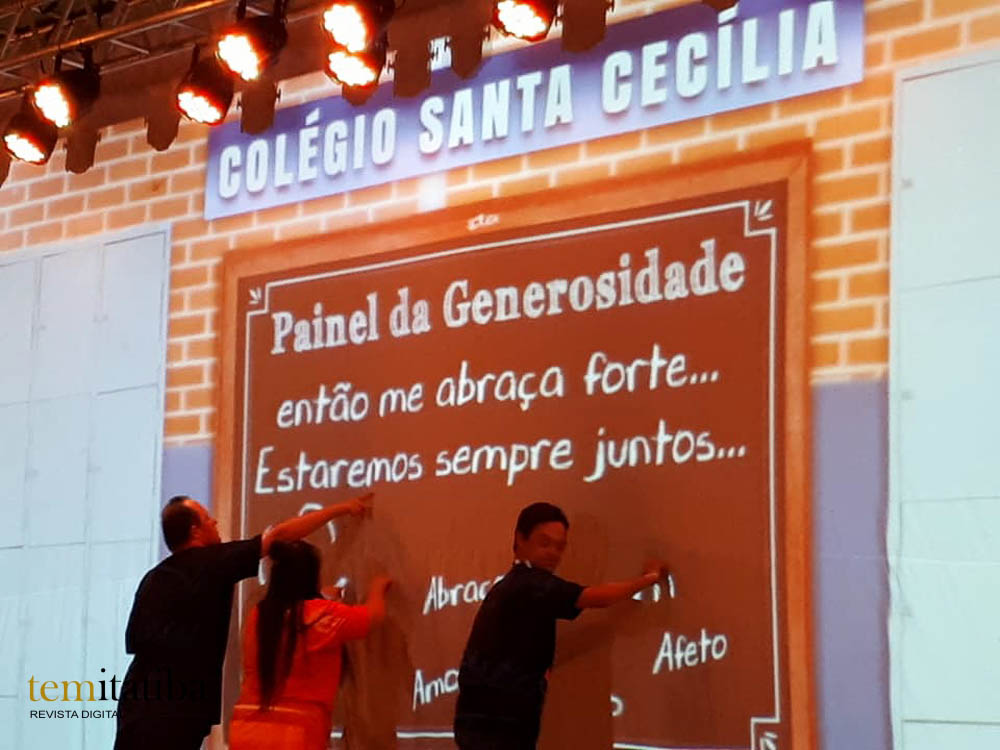 COLÉGIO SANTA CECÍLIA
Painel da Generosidade
então me abraça forte...
Estaremos sempre juntos...
Afeto
temitatiba
REVISTA DIGITAL